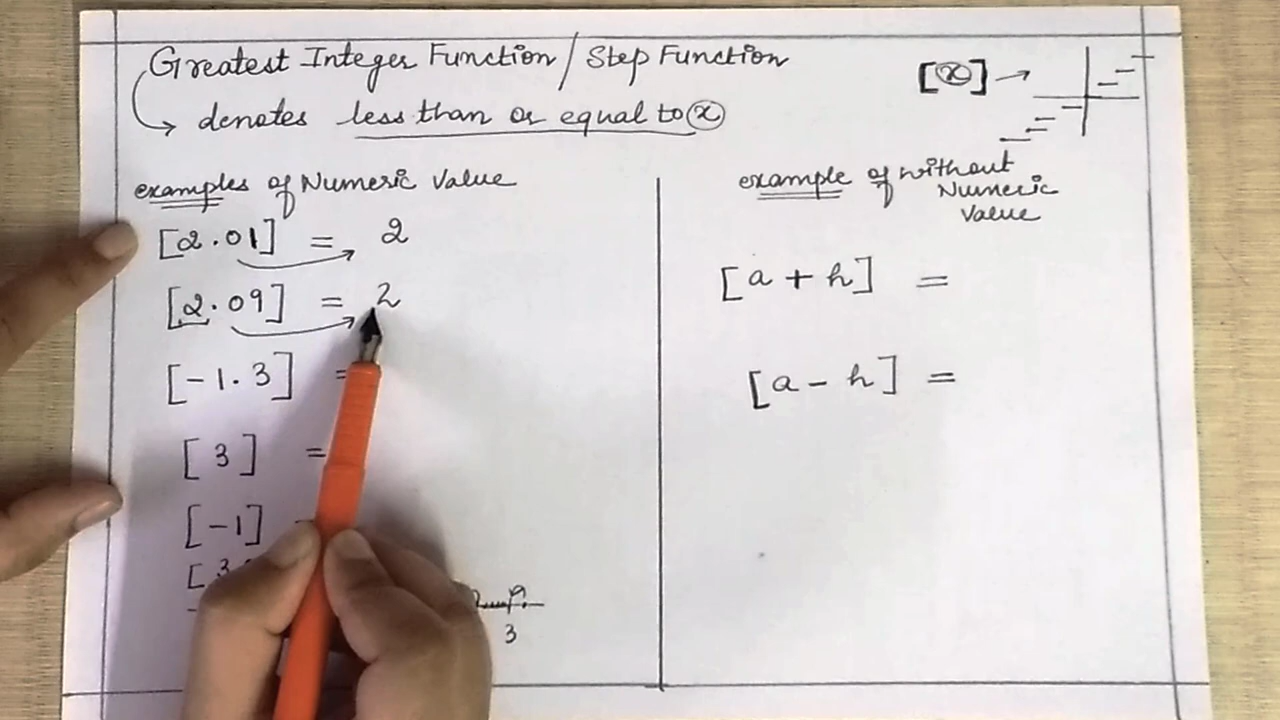 Greatest Integer Function / Step Function
[x] →
→ denotes less than or equal to x
examples of Numeric Value
[2.01] = 2
[2.09] = 2
[-1.3] =
[3] =
[-1]
[3
3
example of without
Numeric
Value
[a + h] =
[a - h] =